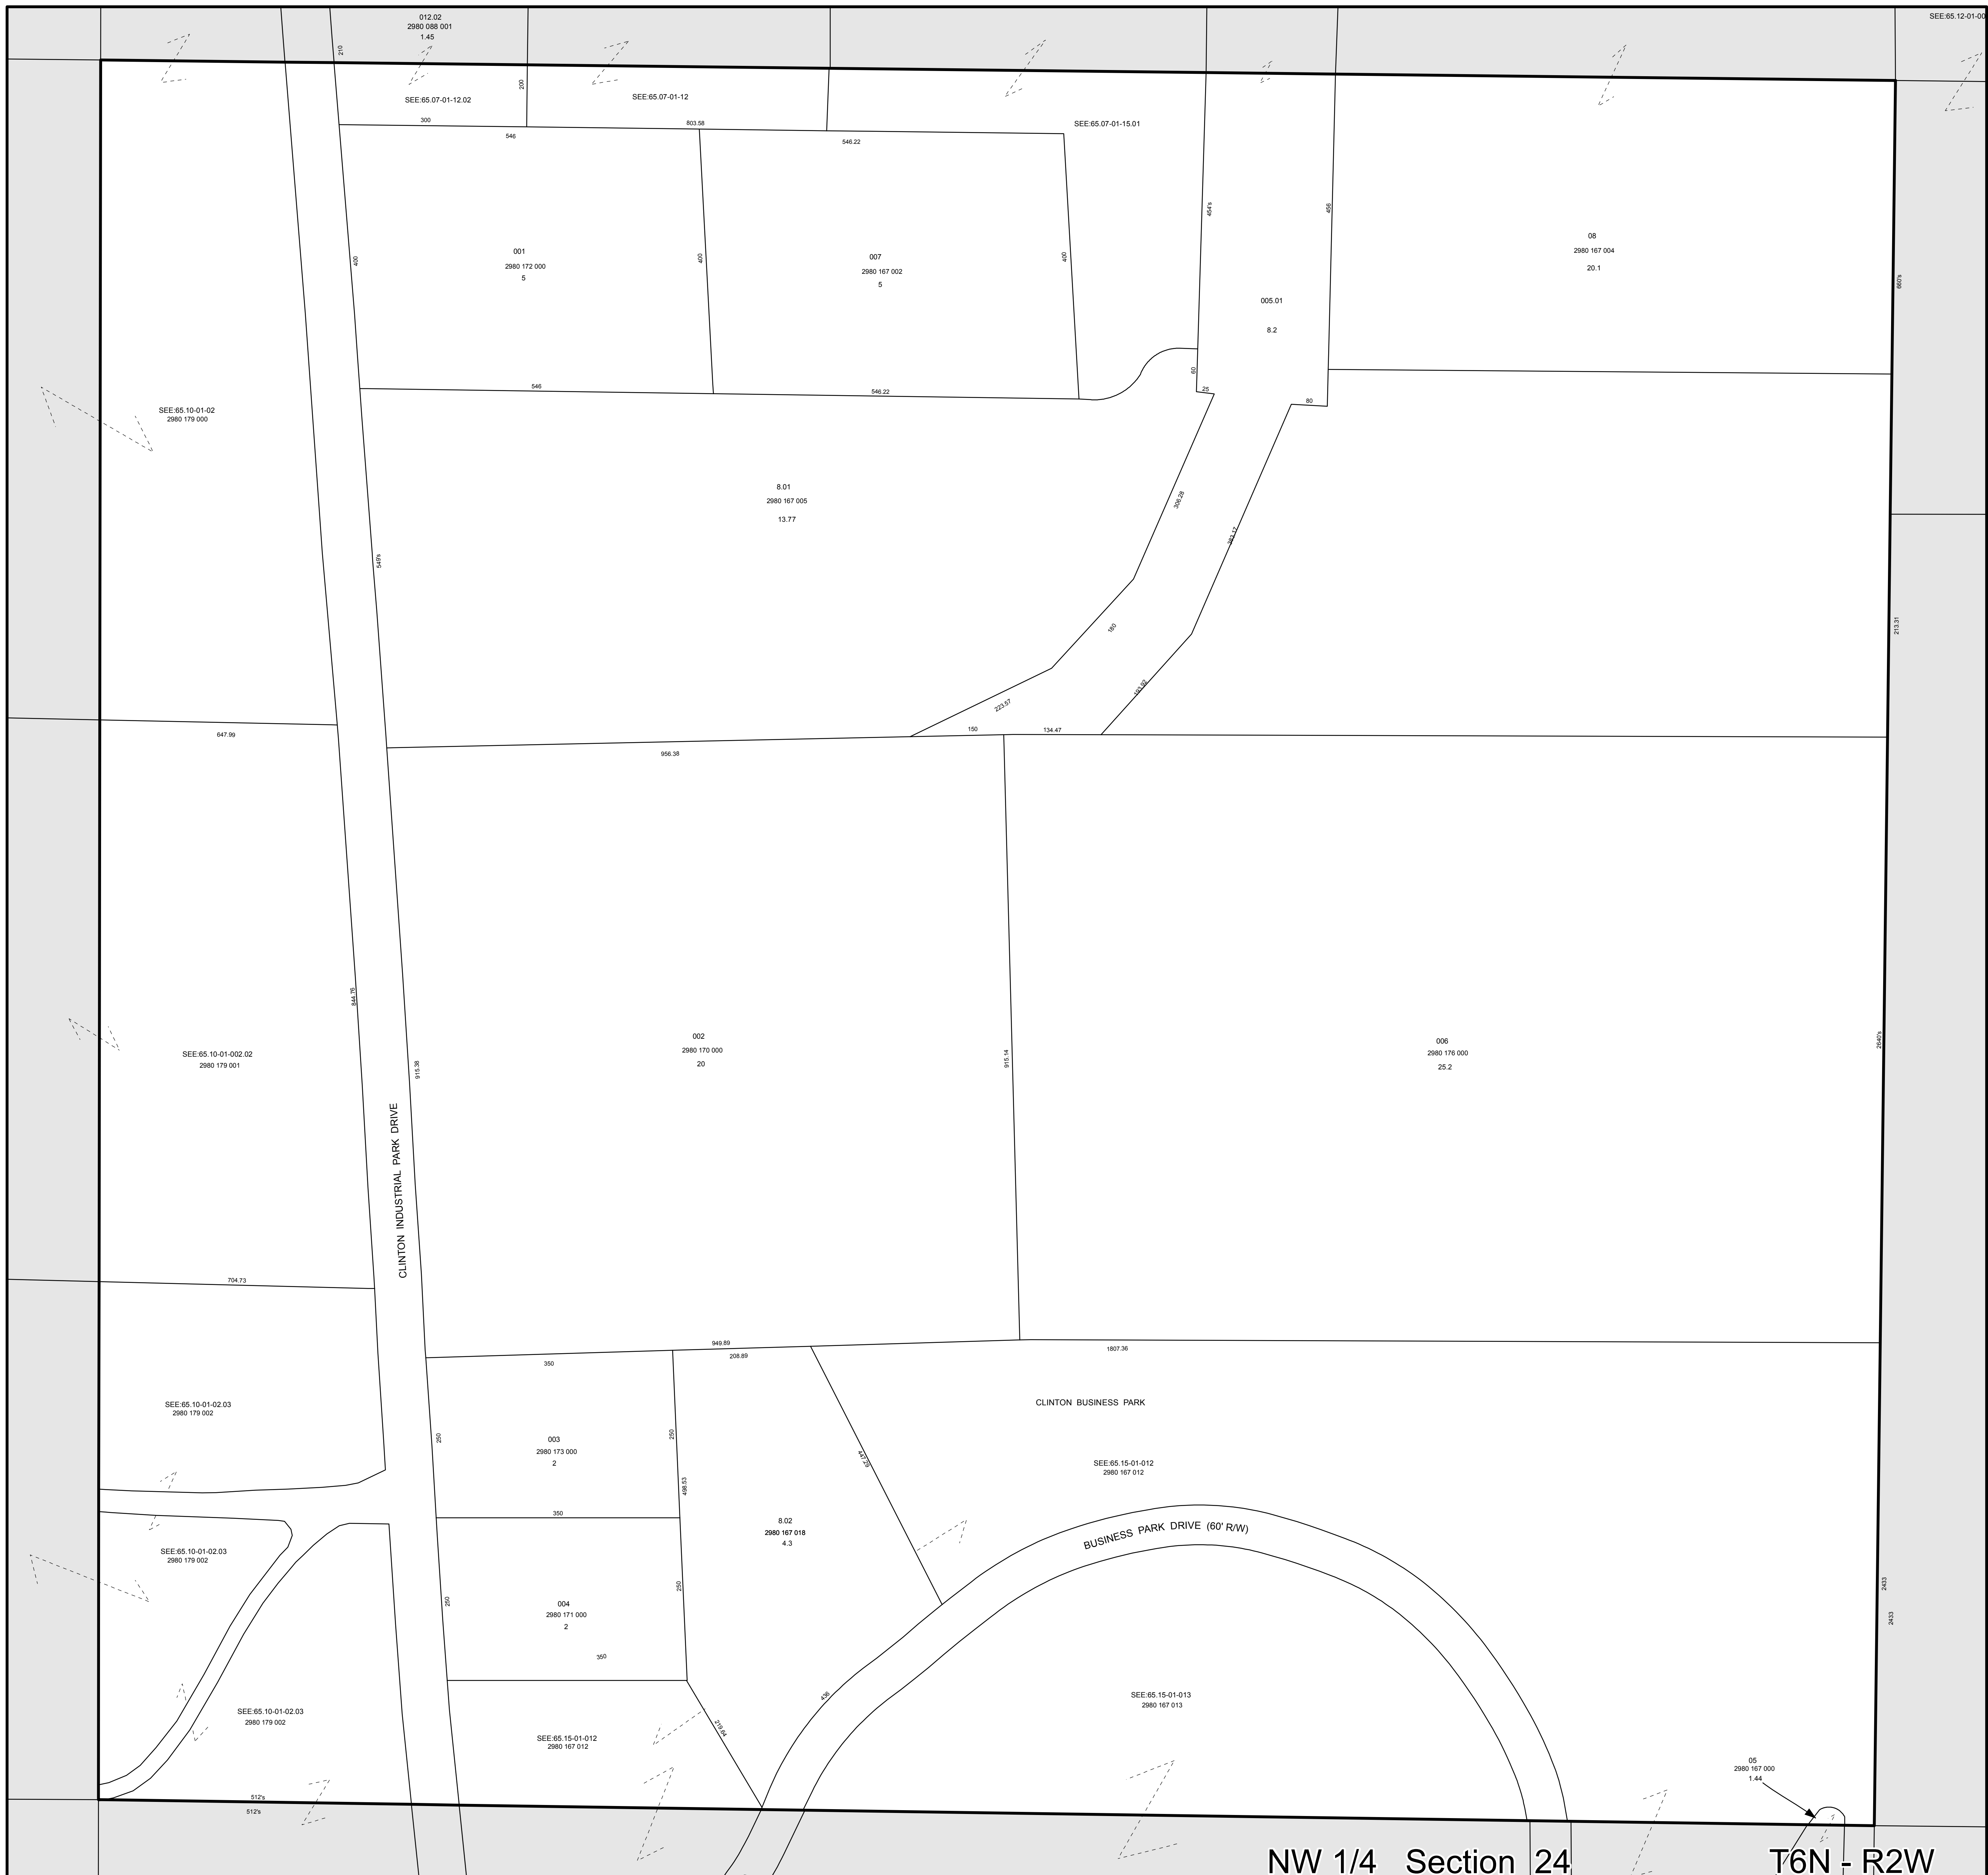 012.02
2980 088 001
1.45
SEE:65.12-01-00
210
200
SEE:65.07-01-12.02
SEE:65.07-01-12
SEE:65.07-01-15.01
300
803.58
546
546.22
454's
456
08
2980 167 004
20.1
001
2980 172 000
5
007
2980 167 002
5
400
400
400
660's
005.01
8.2
60
25
80
546
546.22
SEE:65.10-01-02
2980 179 000
8.01
2980 167 005
13.77
306.28
383.17
549's
180
213.31
193.92
223.57
150
134.47
647.99
956.38
844.76
915.38
915.14
2640's
002
2980 170 000
20
006
2980 176 000
25.2
SEE:65.10-01-002.02
2980 179 001
CLINTON INDUSTRIAL PARK DRIVE
704.73
949.89
350
208.89
1807.36
CLINTON BUSINESS PARK
SEE:65.10-01-02.03
2980 179 002
250
003
2980 173 000
2
250
447.29
SEE:65.15-01-012
2980 167 012
498.53
350
8.02
2980 167 018
4.3
BUSINESS PARK DRIVE (60' R/W)
SEE:65.10-01-02.03
2980 179 002
250
004
2980 171 000
2
250
350
2433
2433
436
SEE:65.15-01-013
2980 167 013
SEE:65.10-01-02.03
2980 179 002
SEE:65.15-01-012
2980 167 012
219.64
05
2980 167 000
1.44
512's
512's
NW 1/4 Section 24
T6N - R2W